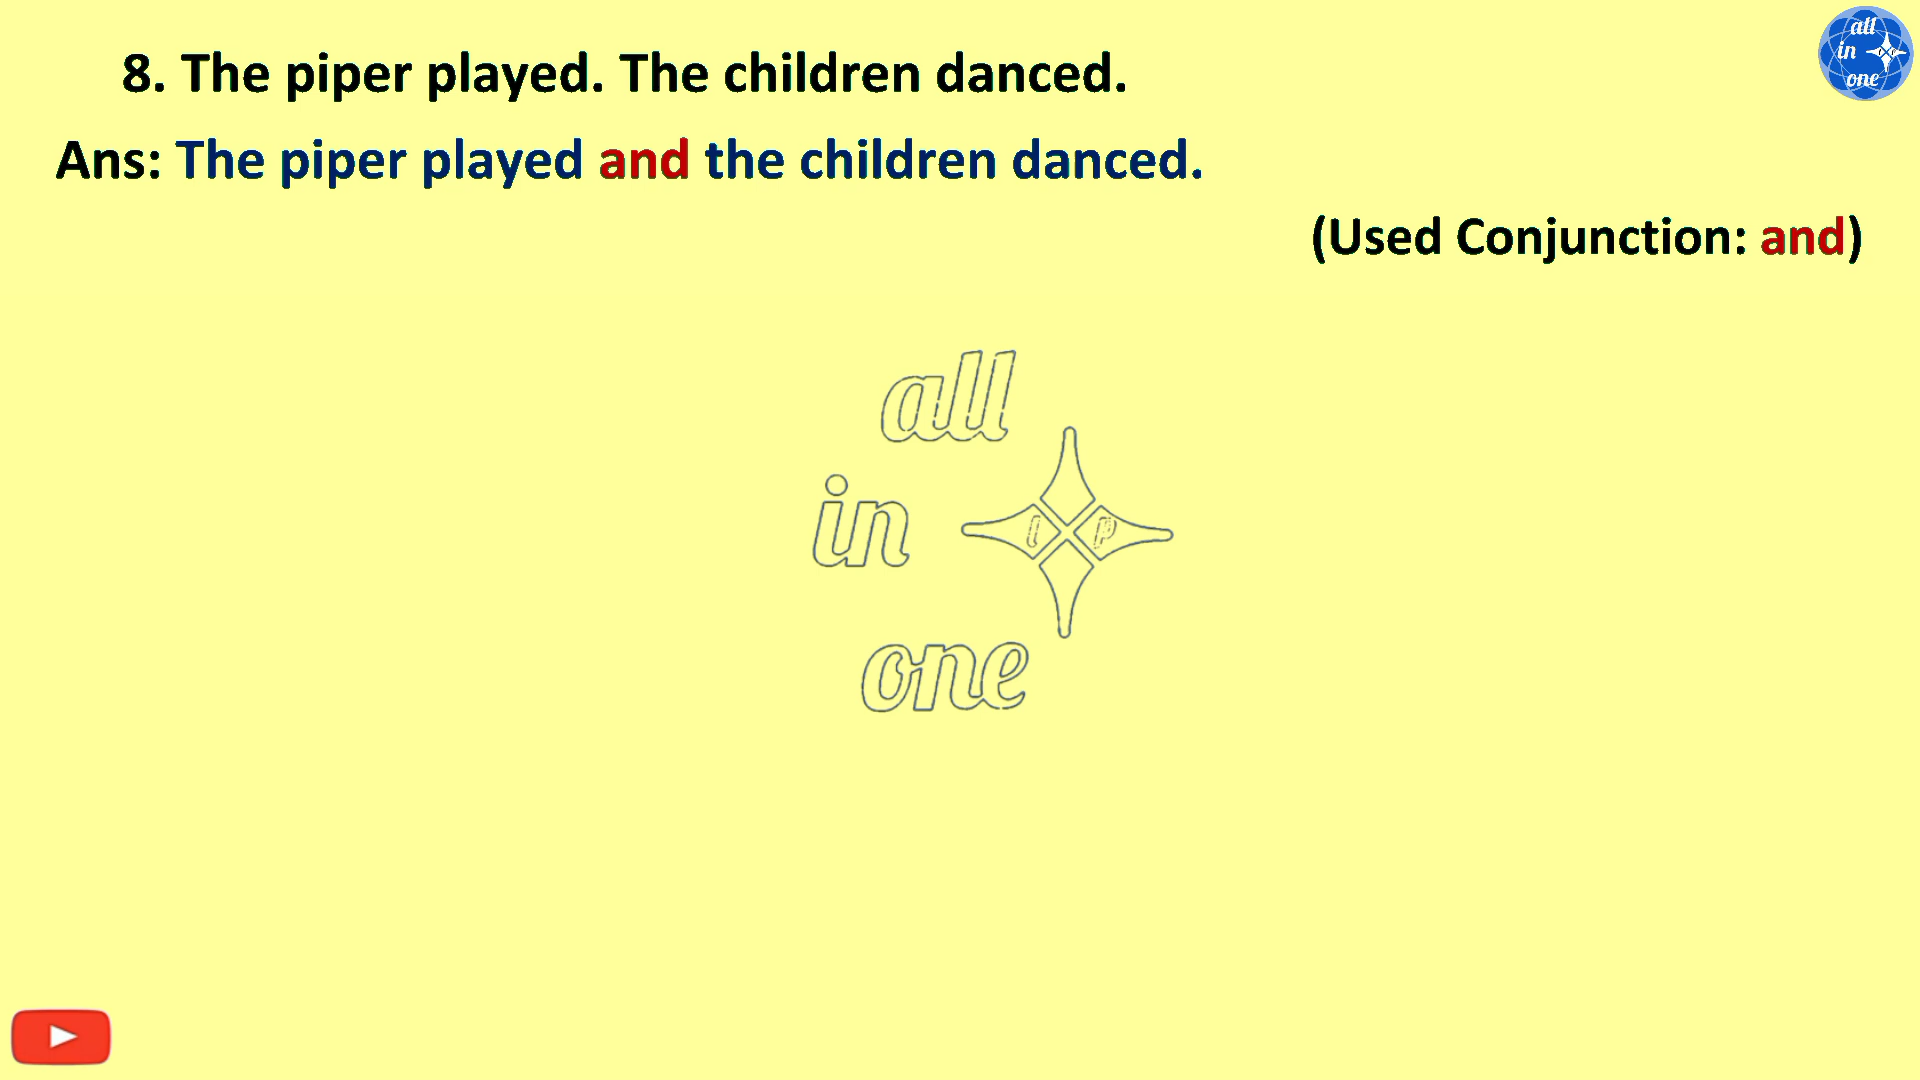 8. The piper played. The children danced.
Ans: The piper played and the children danced.
(Used Conjunction: and)
all
in
one
all
in
I P
one